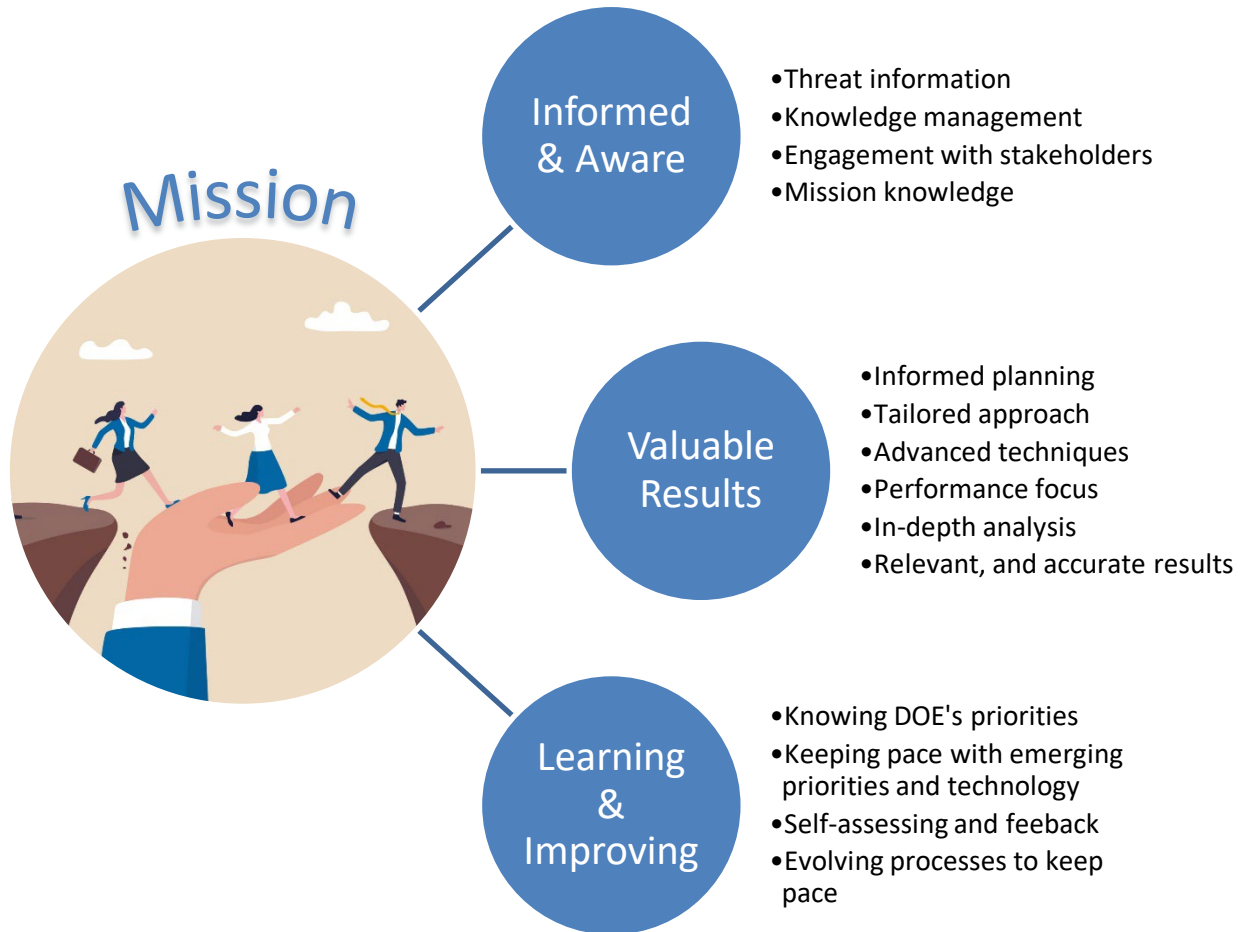 Mission
Informed
& Aware
•Threat information
•Knowledge management
•Engagement with stakeholders
•Mission knowledge
Valuable
Results
•Informed planning
•Tailored approach
•Advanced techniques
•Performance focus
•In-depth analysis
•Relevant, and accurate results
Learning
&
Improving
•Knowing DOE's priorities
•Keeping pace with emerging
priorities and technology
•Self-assessing and feeback
•Evolving processes to keep
pace